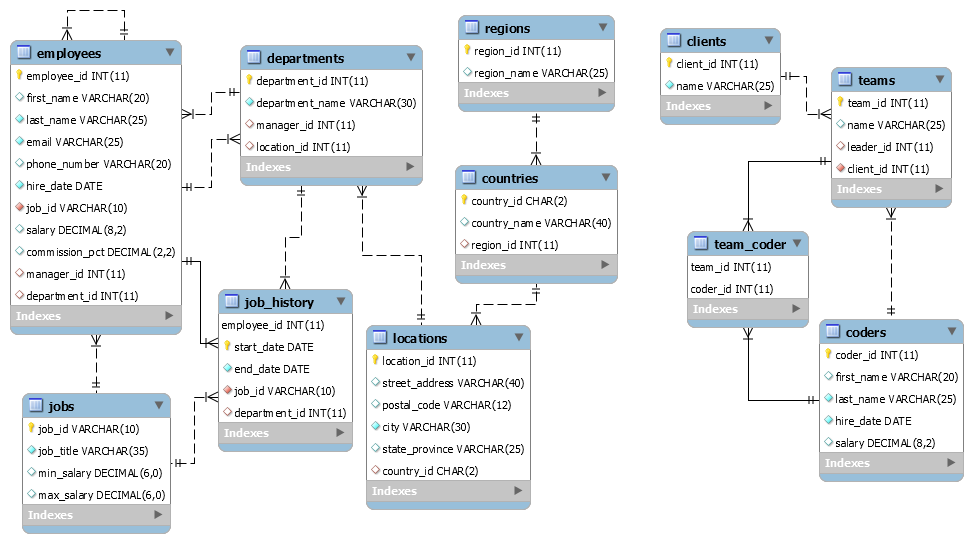 employees
employee_id INT(11)
first_name VARCHAR(20)
last_name VARCHAR(25)
email VARCHAR(25)
phone_number VARCHAR(20)
hire_date DATE
job_id VARCHAR(10)
salary DECIMAL(8,2)
commission_pct DECIMAL(2,2)
manager_id INT(11)
department_id INT(11)
Indexes
departments
department_id INT(11)
department_name VARCHAR(30)
manager_id INT(11)
location_id INT(11)
Indexes
regions
region_id INT(11)
region_name VARCHAR(25)
Indexes
clients
client_id INT(11)
name VARCHAR(25)
Indexes
teams
team_id INT(11)
name VARCHAR(25)
leader_id INT(11)
client_id INT(11)
Indexes
countries
country_id CHAR(2)
country_name VARCHAR(40)
region_id INT(11)
Indexes
team_coder
team_id INT(11)
coder_id INT(11)
Indexes
job_history
employee_id INT(11)
start_date DATE
end_date DATE
job_id VARCHAR(10)
department_id INT(11)
Indexes
locations
location_id INT(11)
street_address VARCHAR(40)
postal_code VARCHAR(12)
city VARCHAR(30)
state_province VARCHAR(25)
country_id CHAR(2)
Indexes
coders
coder_id INT(11)
first_name VARCHAR(20)
last_name VARCHAR(25)
hire_date DATE
salary DECIMAL(8,2)
Indexes
jobs
job_id VARCHAR(10)
job_title VARCHAR(35)
min_salary DECIMAL(6,0)
max_salary DECIMAL(6,0)
Indexes